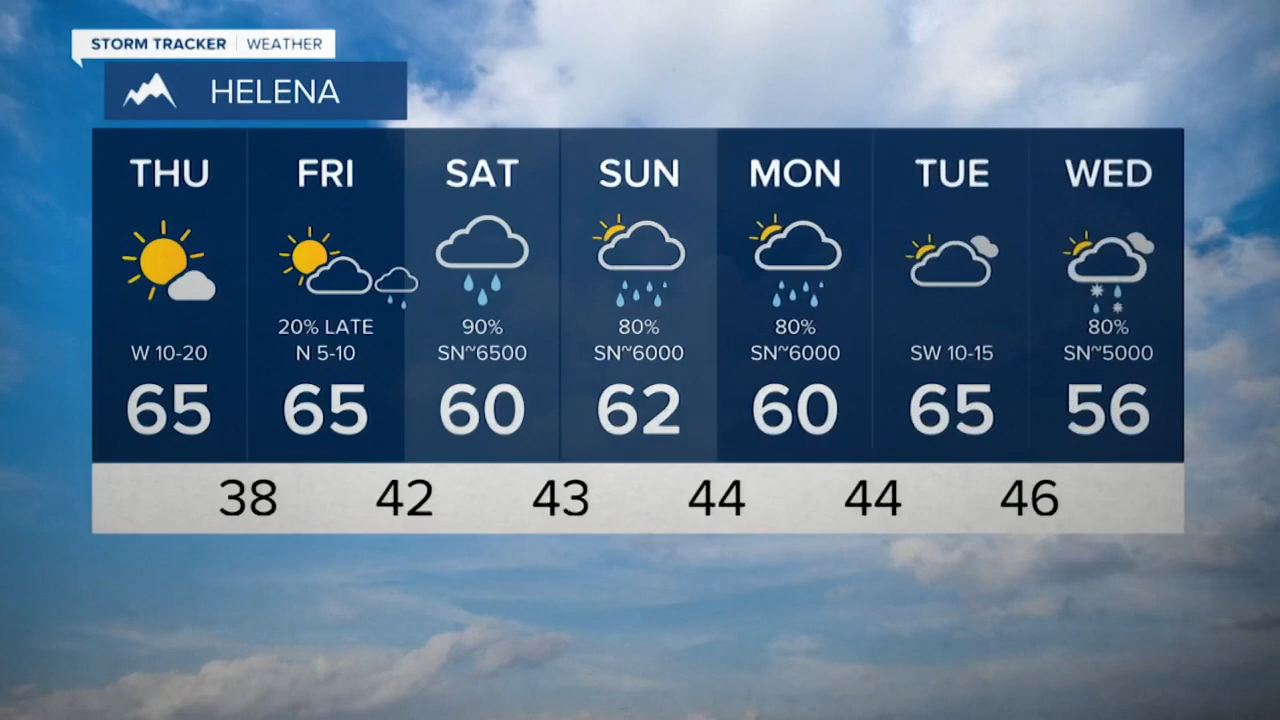 STORM TRACKER | WEATHER
HELENA
THU FRI SAT SUN MON TUE WED
20% LATE 90% 80% 80% 80%
W 10-20 N 5-10 SN~6500 SN~6000 SN~6000 SW 10-15 SN~5000
65 65 60 62 60 65 56
38 42 43 44 44 46